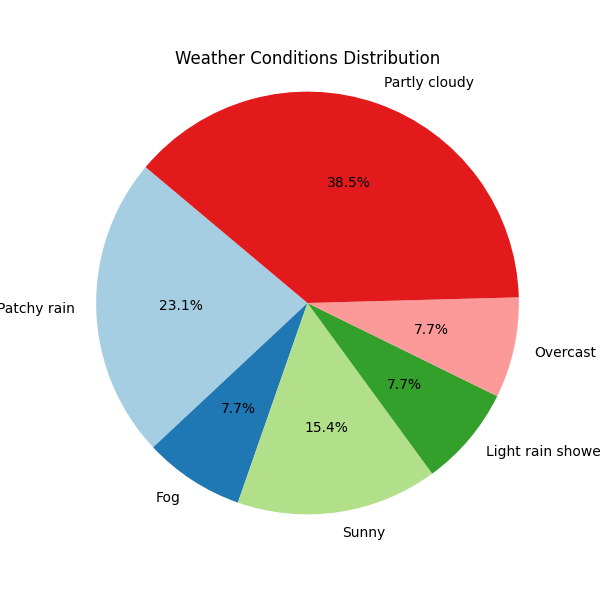 Weather Conditions Distribution
Partly cloudy
38.5%
Patchy rain
23.1%
7.7%
Overcast
7.7%
7.7%
15.4%
Light rain showe
Fog
Sunny